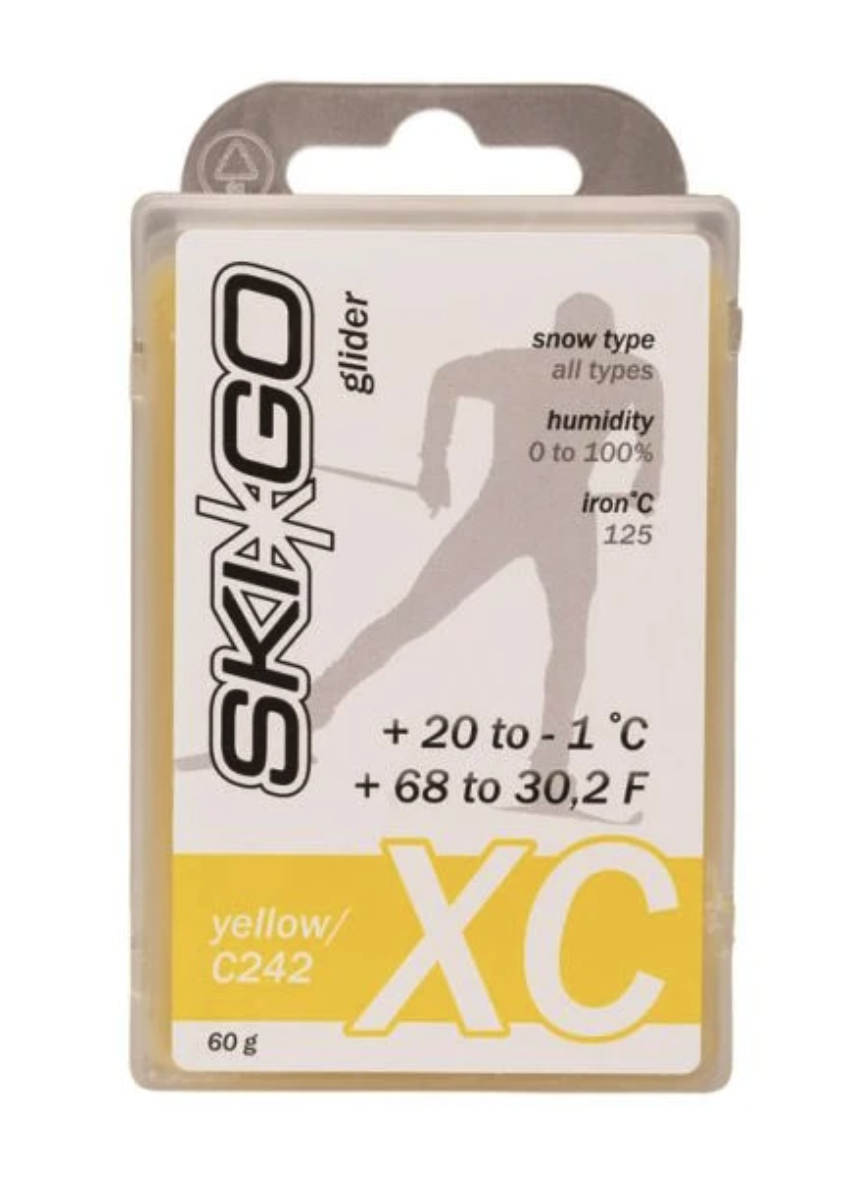 SKI*GO
glider
snow type
all types
humidity
0 to 100%
iron°C
125
+ 20 to - 1 °C
+ 68 to 30,2 F
XC
yellow/
C242
60 g